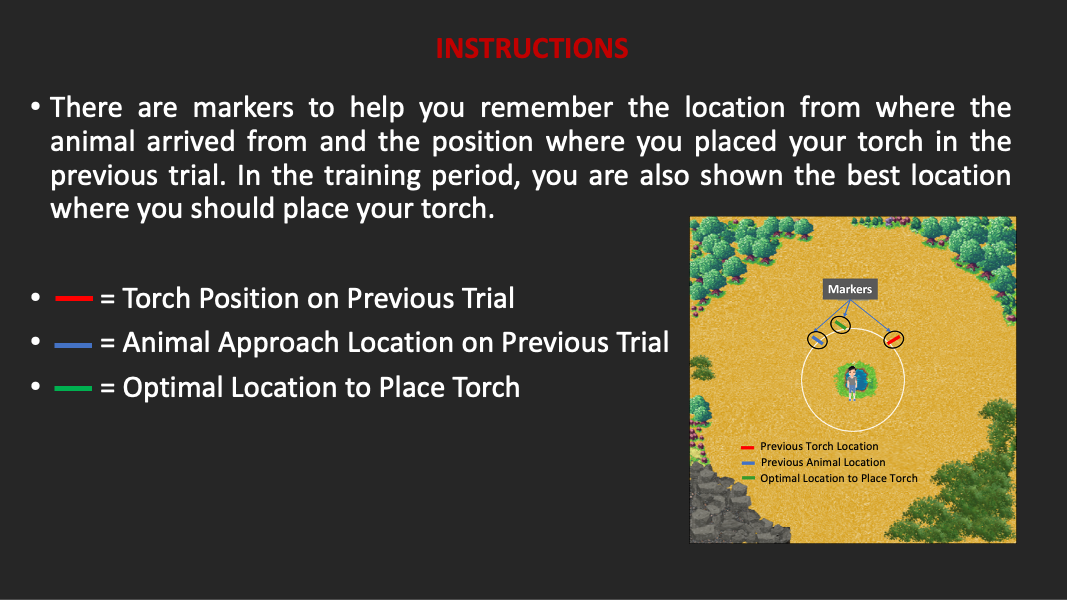 INSTRUCTIONS
• There are markers to help you remember the location from where the
animal arrived from and the position where you placed your torch in the
previous trial. In the training period, you are also shown the best location
where you should place your torch.
• = Torch Position on Previous Trial
• = Animal Approach Location on Previous Trial
• = Optimal Location to Place Torch
Markers
Previous Torch Location
Previous Animal Location
Optimal Location to Place Torch